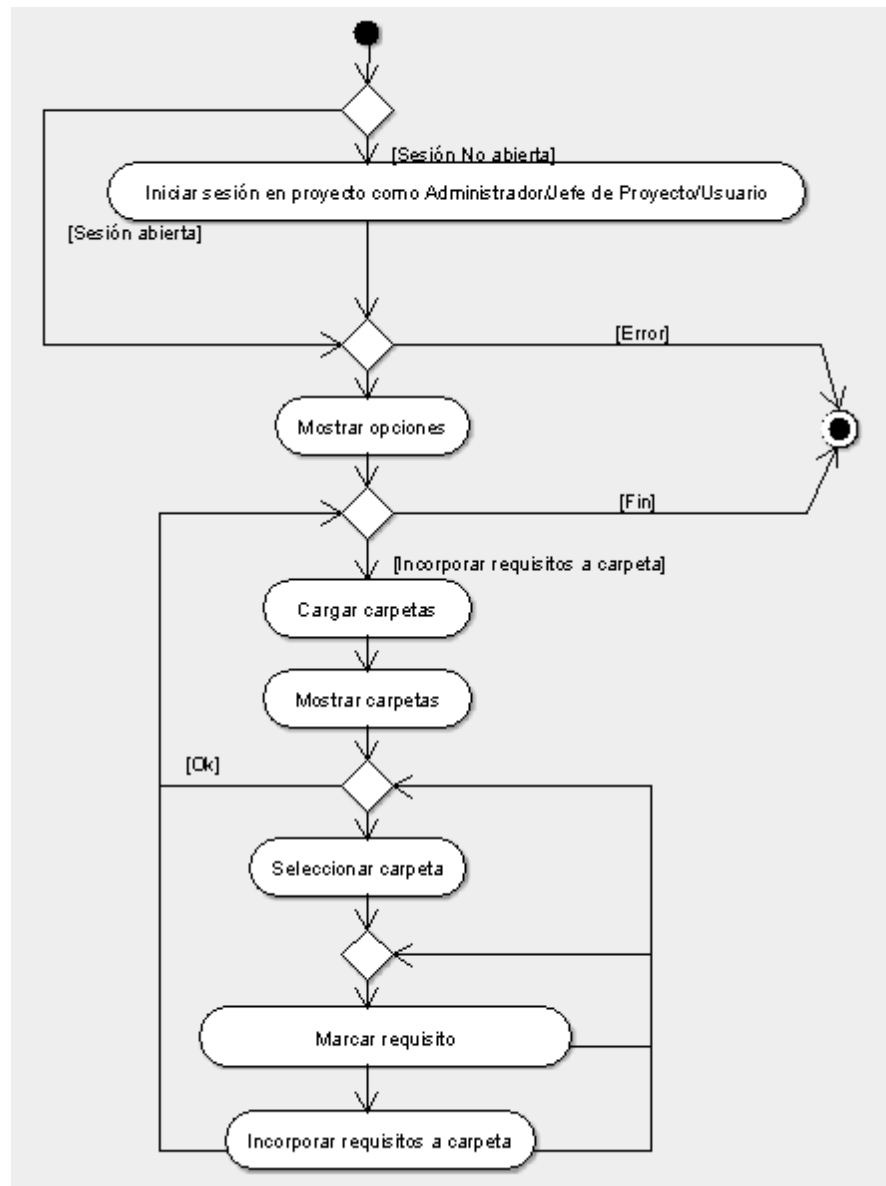 [Sesión No abierta]
Iniciar sesión en proyecto como Administrador/Jefe de Proyecto/Usuario
[Sesión abierta]
[Error]
Mostrar opciones
[Fin]
[Incorporar requisitos a carpeta]
Cargar carpetas
Mostrar carpetas
[Ok]
Seleccionar carpeta
Marcar requisito
Incorporar requisitos a carpeta